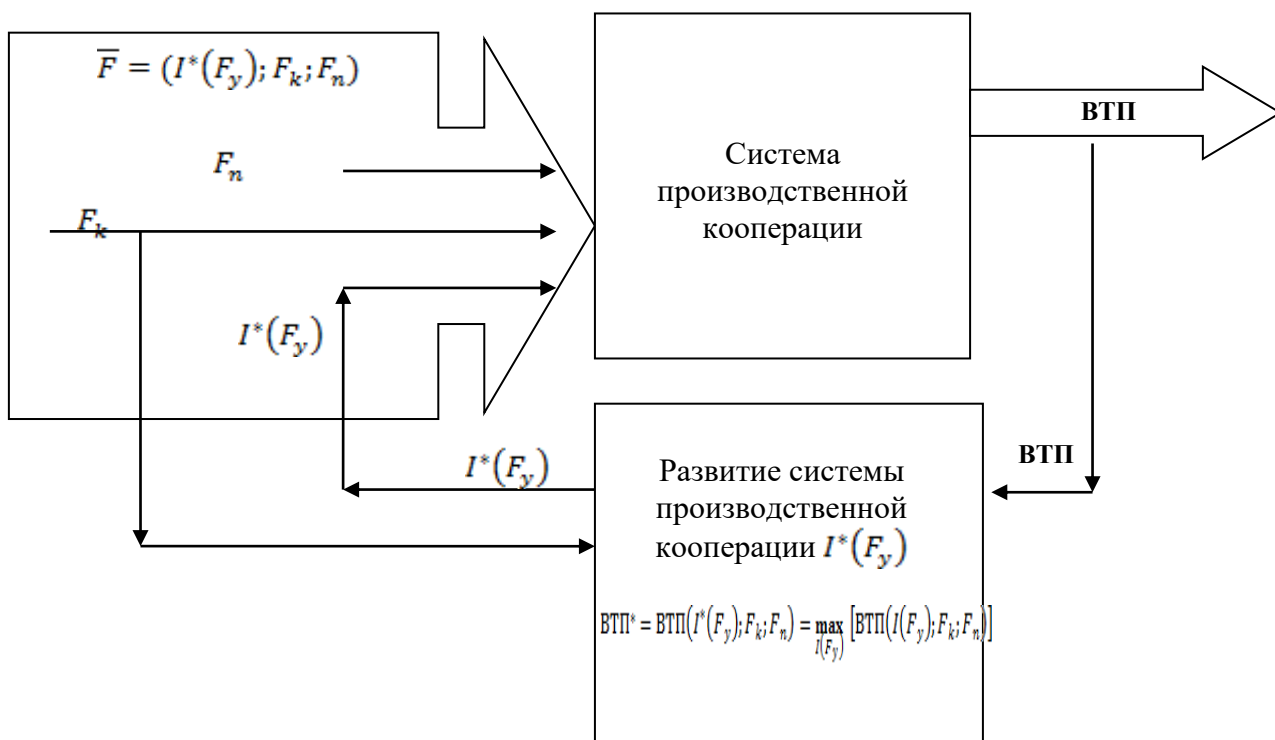 F̅ = (I*(F_y); F_k; F_n)
F_n
F_k
I*(F_y)
Система
производственной
кооперации
ВТП
ВТП
I*(F_y)
Развитие системы
производственной
кооперации I*(F_y)
ВТП* = ВТП(I*(F_y); F_k; F_n) = max_{I(F_y)} [ВТП(I(F_y); F_k; F_n)]